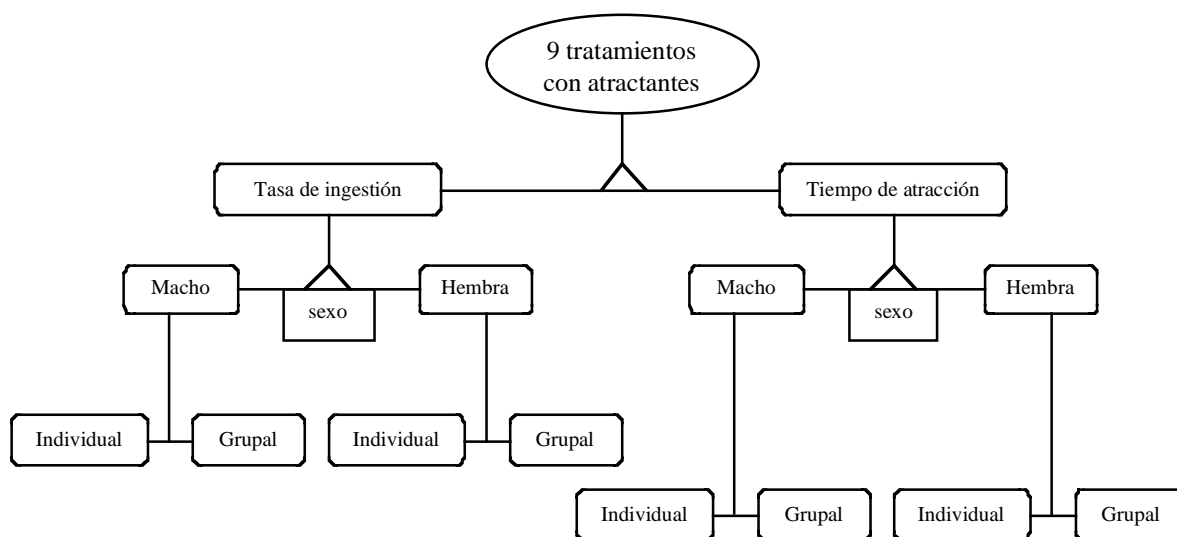 9 tratamientos
con atractantes
Tasa de ingestión
Tiempo de atracción
Macho
sexo
Hembra
Macho
sexo
Hembra
Individual
Grupal
Individual
Grupal
Individual
Grupal
Individual
Grupal